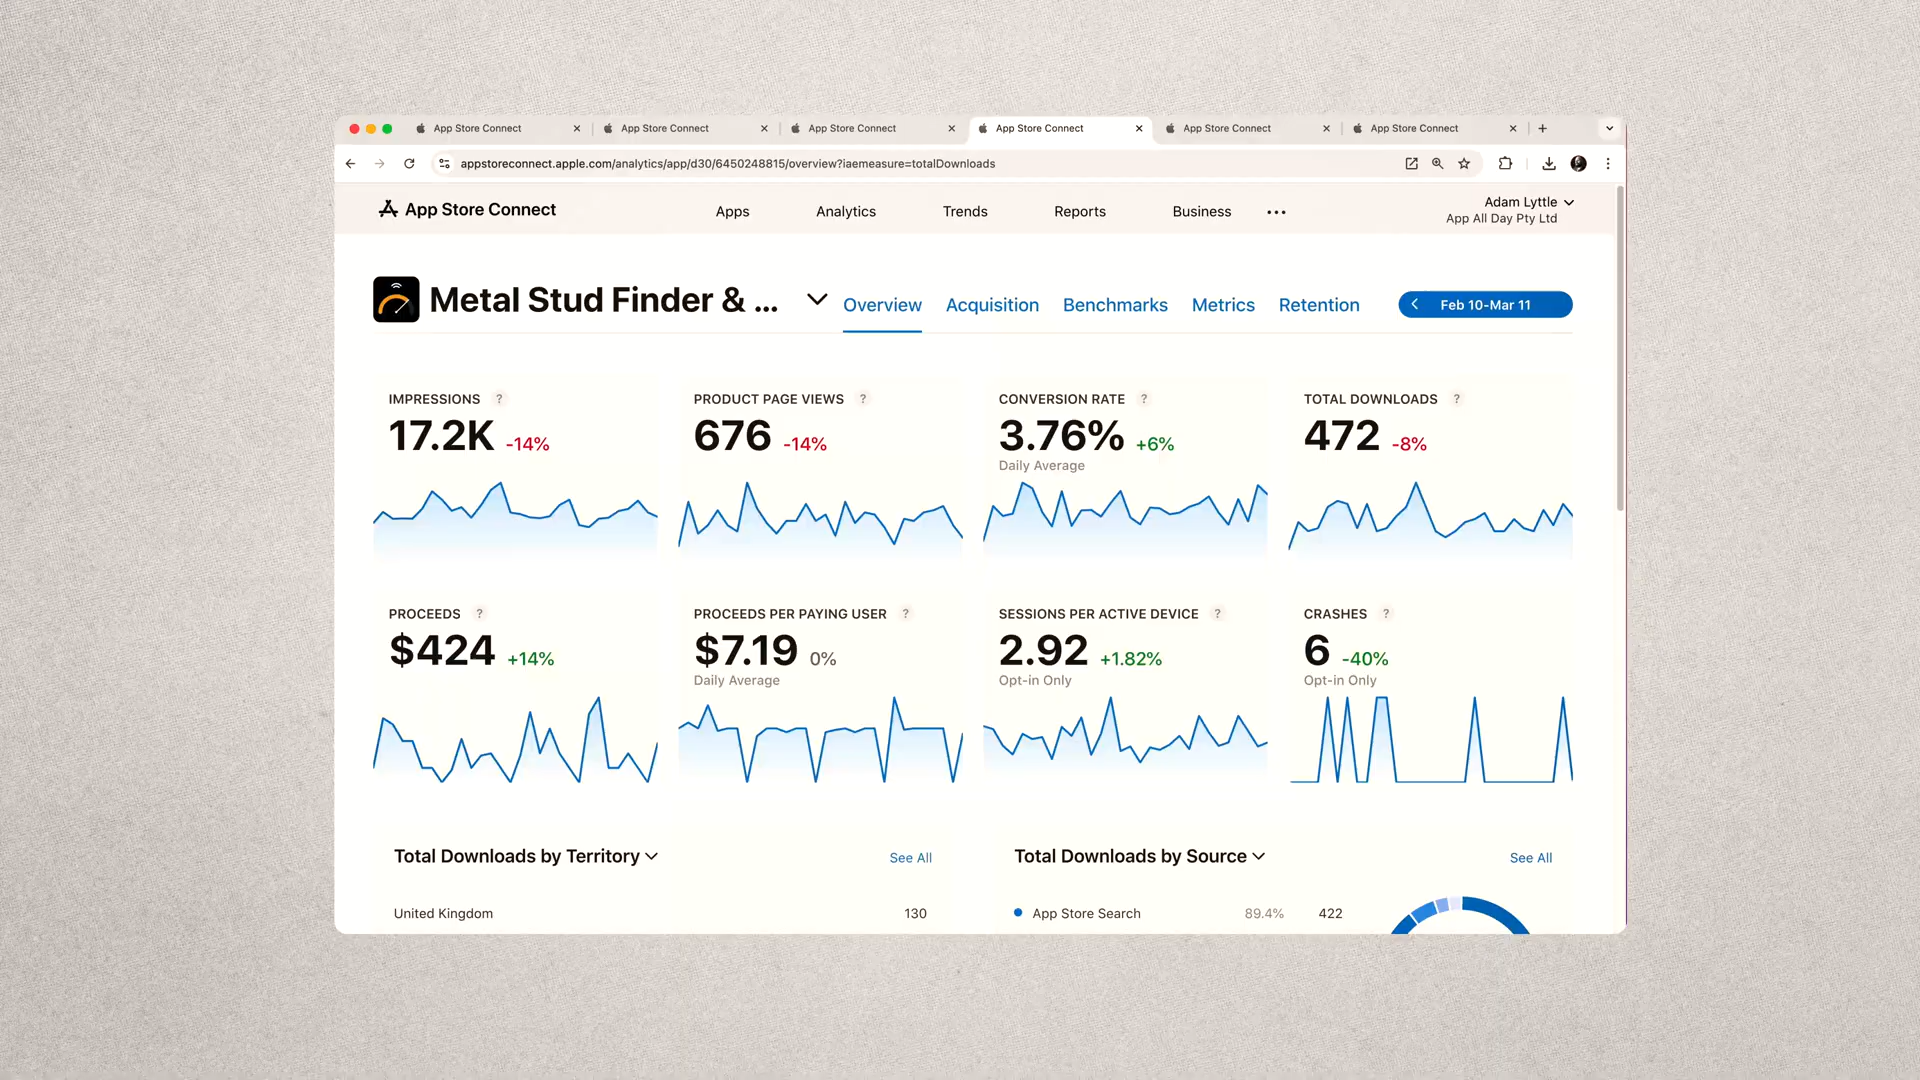 App Store Connect App Store Connect App Store Connect App Store Connect App Store Connect App Store Connect
appstoreconnect.apple.com/analytics/app/d30/6450248815/overview?iaemeasure=totalDownloads
App Store Connect Apps Analytics Trends Reports Business ••• Adam Lyttle
App All Day Pty Ltd
Metal Stud Finder & ... Overview Acquisition Benchmarks Metrics Retention Feb 10-Mar 11
IMPRESSIONS ? PRODUCT PAGE VIEWS ? CONVERSION RATE ? TOTAL DOWNLOADS ?
17.2K -14% 676 -14% 3.76% +6% 472 -8%
Daily Average
PROCEEDS ? PROCEEDS PER PAYING USER ? SESSIONS PER ACTIVE DEVICE ? CRASHES ?
$424 +14% $7.19 0% 2.92 +1.82% 6 -40%
Daily Average Opt-in Only Opt-in Only
Total Downloads by Territory See All Total Downloads by Source See All
United Kingdom 130 App Store Search 89.4% 422